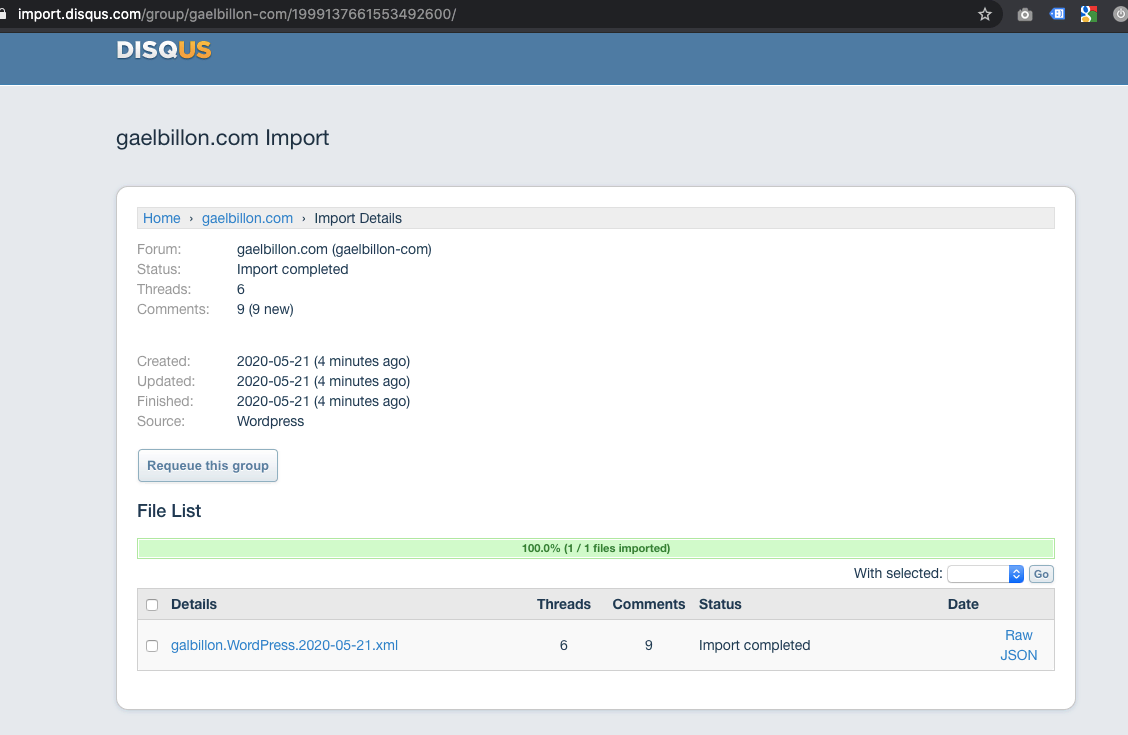 import.disqus.com/group/gaelbillon-com/1999137661553492600/
DISQUS
gaelbillon.com Import
Home › gaelbillon.com › Import Details
Forum: gaelbillon.com (gaelbillon-com)
Status: Import completed
Threads: 6
Comments: 9 (9 new)
Created: 2020-05-21 (4 minutes ago)
Updated: 2020-05-21 (4 minutes ago)
Finished: 2020-05-21 (4 minutes ago)
Source: Wordpress
Requeue this group
File List
100.0% (1 / 1 files imported)
With selected: Go
Details Threads Comments Status Date
galbillon.WordPress.2020-05-21.xml 6 9 Import completed Raw
JSON